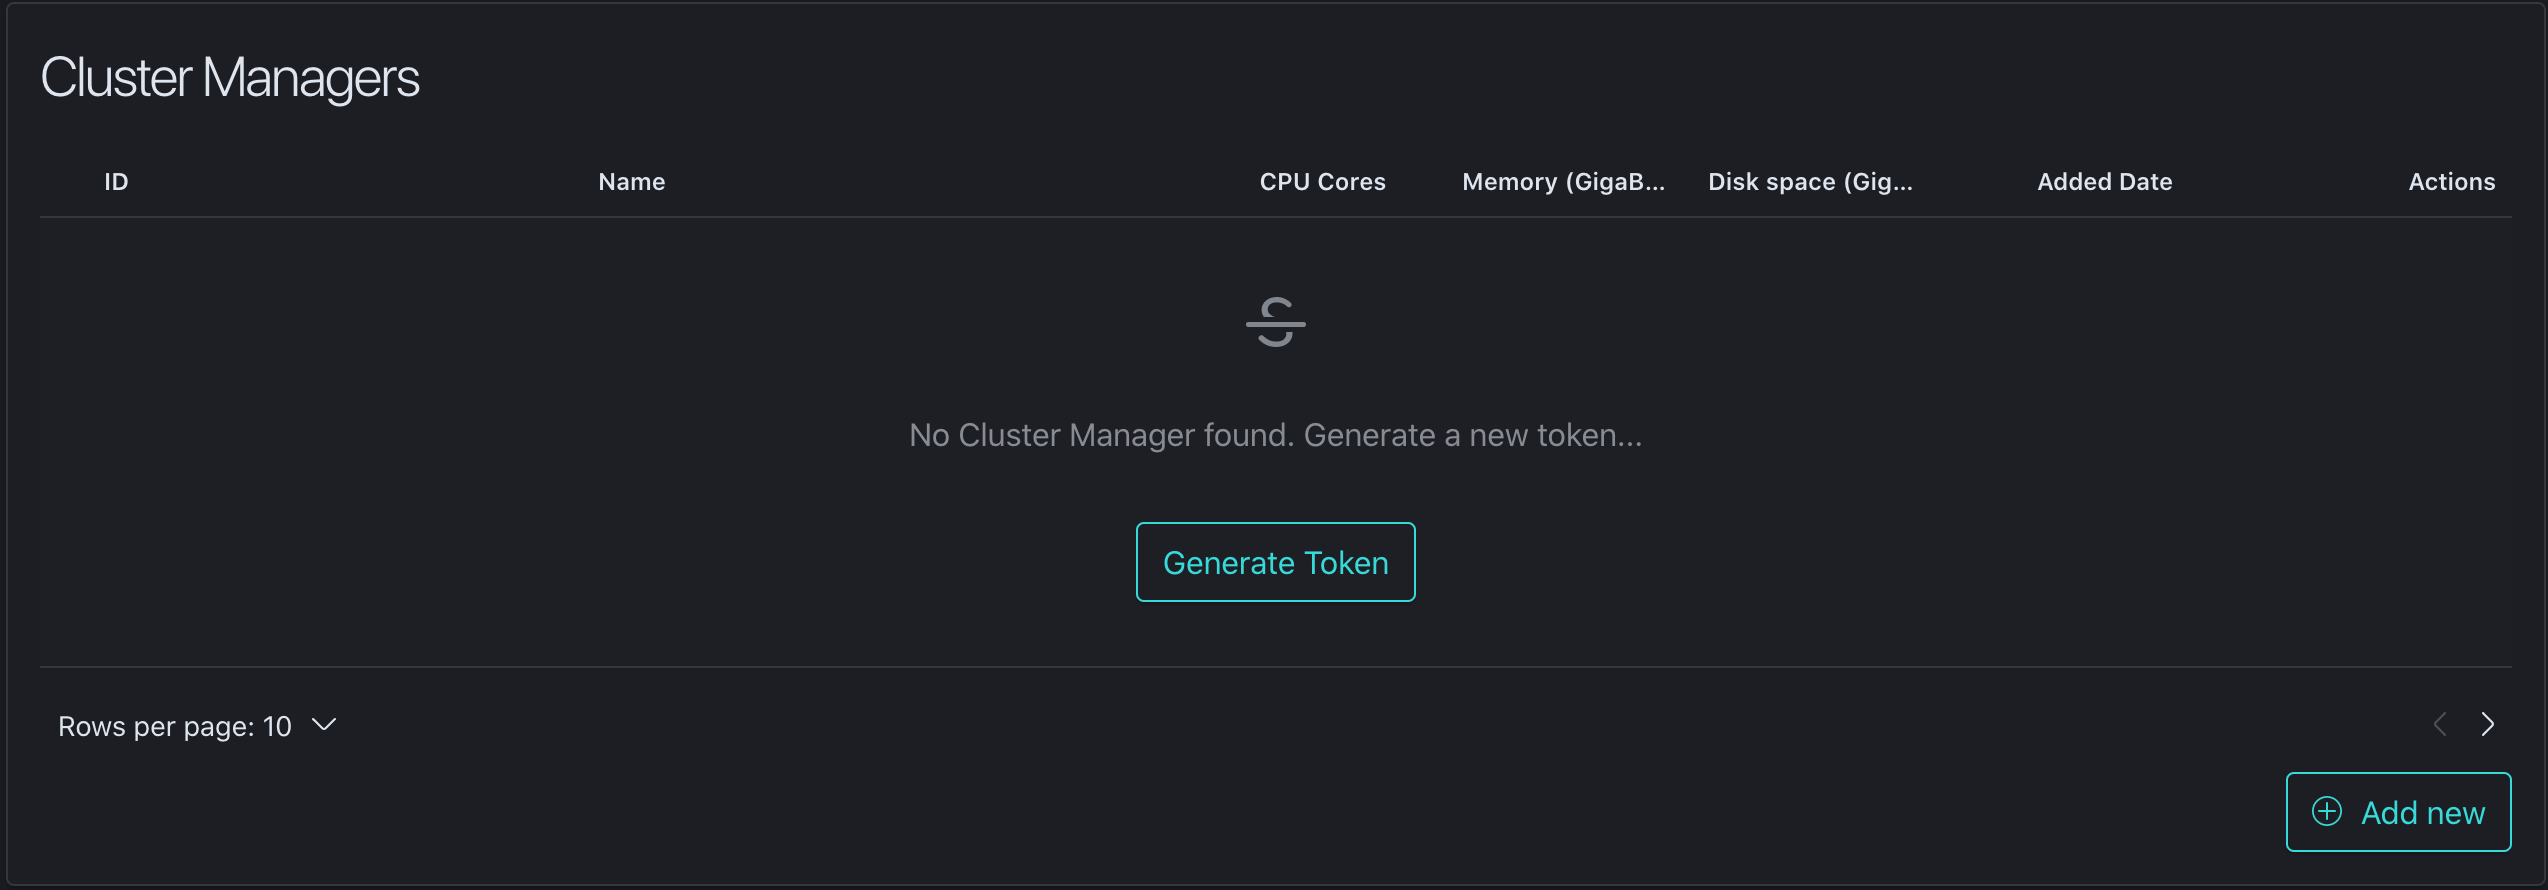 Cluster Managers
ID Name CPU Cores Memory (GigaB... Disk space (Gig... Added Date Actions
No Cluster Manager found. Generate a new token...
Generate Token
Rows per page: 10
Add new